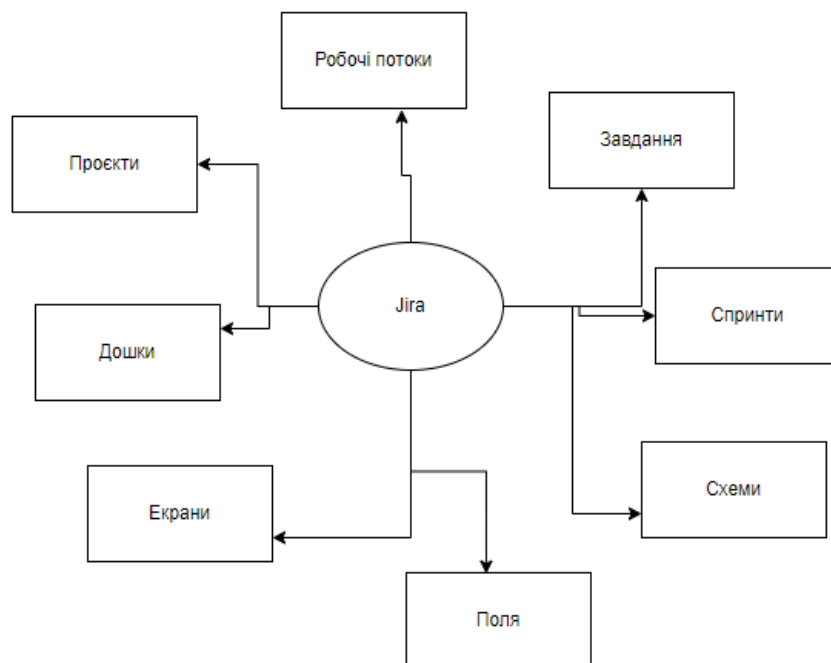 Робочі потоки
Завдання
Проєкти
Jira
Спринти
Дошки
Схеми
Екрани
Поля